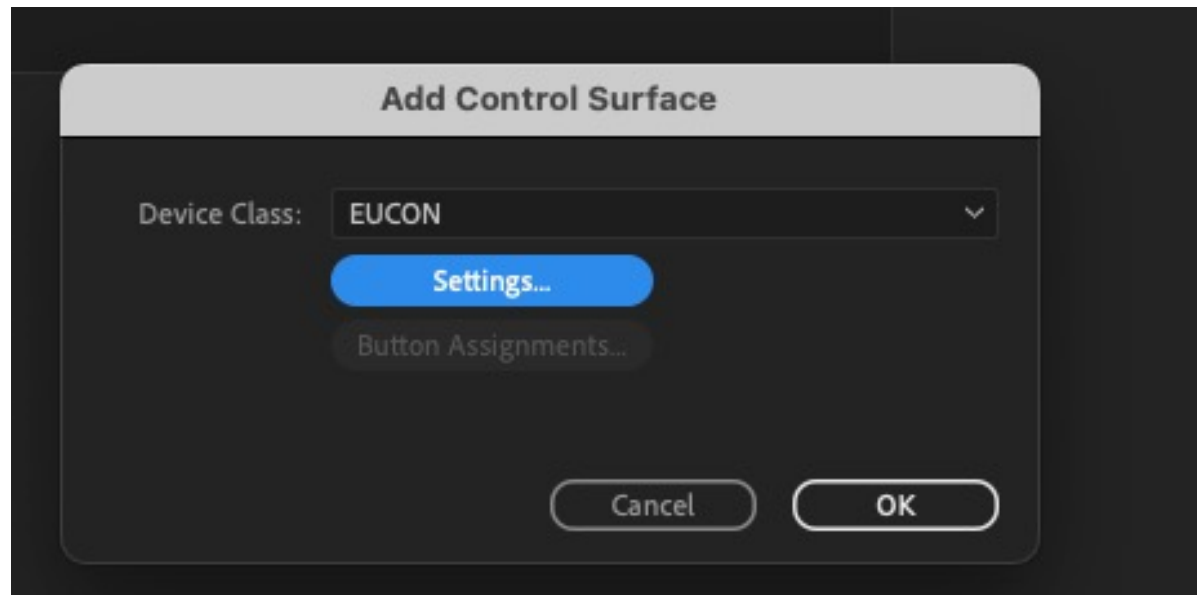 Add Control Surface
Device Class: EUCON
Settings...
Button Assignments...
Cancel OK